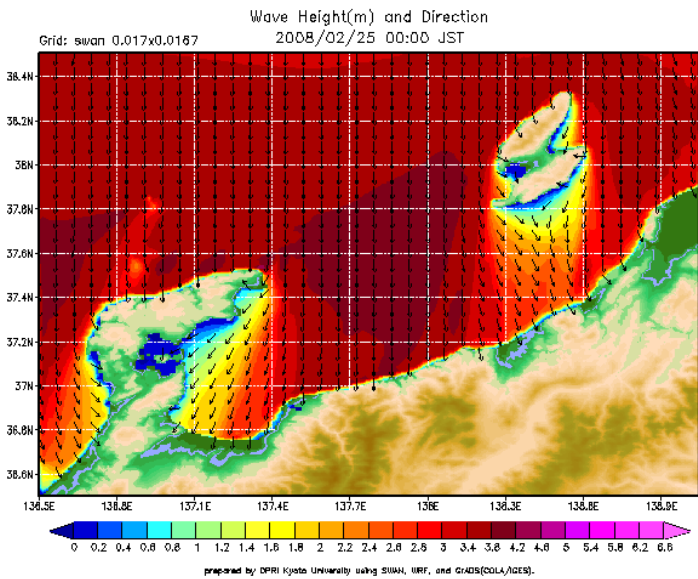 Wave Height(m) and Direction
Grid: swan 0.017x0.0167
2008/02/25 00:00 JST
38.4N
38.2N
38N
37.8N
37.6N
37.4N
37.2N
37N
36.8N
36.6N
136.5E 136.8E 137.1E 137.4E 137.7E 138E 138.3E 138.6E 138.9E
0 0.2 0.4 0.6 0.8 1 1.2 1.4 1.6 1.8 2 2.2 2.4 2.6 2.8 3 3.4 3.8 4.2 4.6 5 5.4 5.8 6.2 6.6
prepared by DPRI Kyoto University using SWAN, WRF, and GrADS(COLA/IGES).